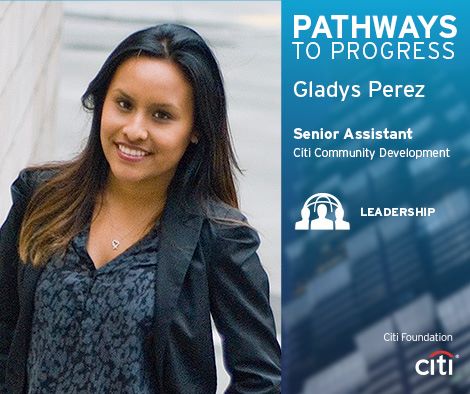 PATHWAYS
TO PROGRESS
Gladys Perez
Senior Assistant
Citi Community Development
LEADERSHIP
Citi Foundation
citi®